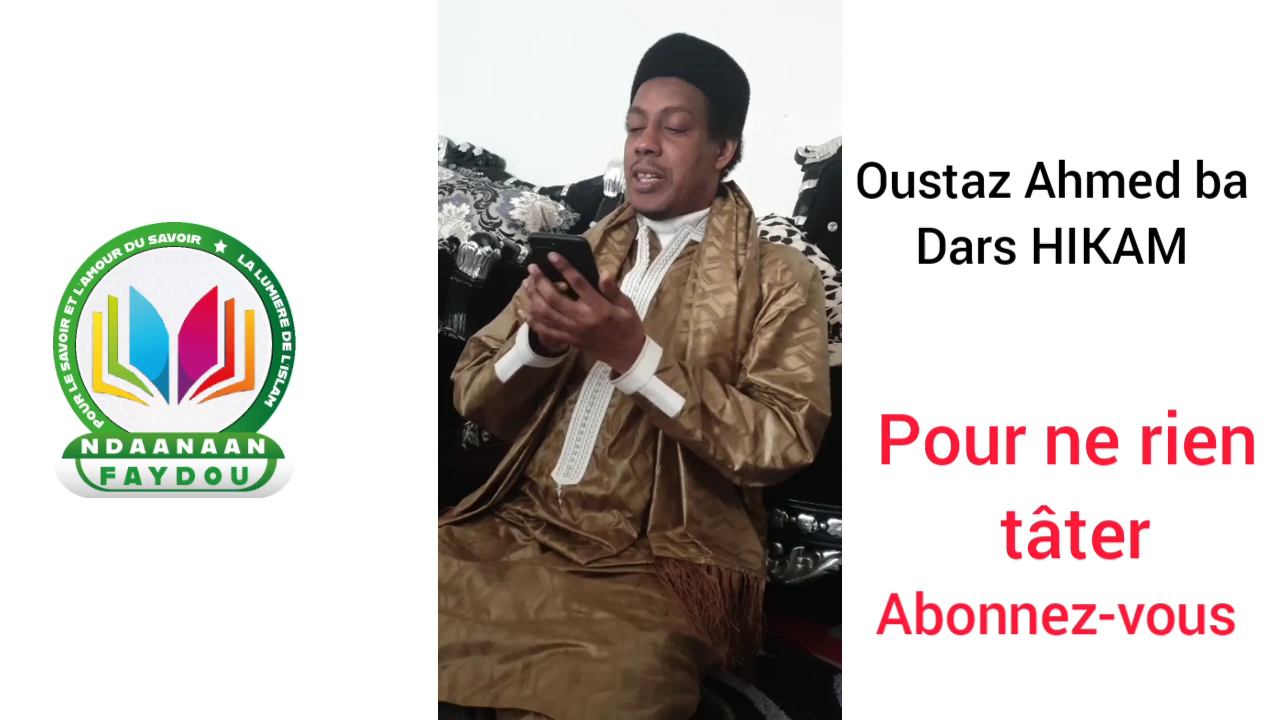 POUR LE SAVOIR ET L'AMOUR DU SAVOIR ★ LA LUMIERE DE L'ISLAM
NDAANAAN
FAYDOU
Oustaz Ahmed ba
Dars HIKAM
Pour ne rien
tâter
Abonnez-vous